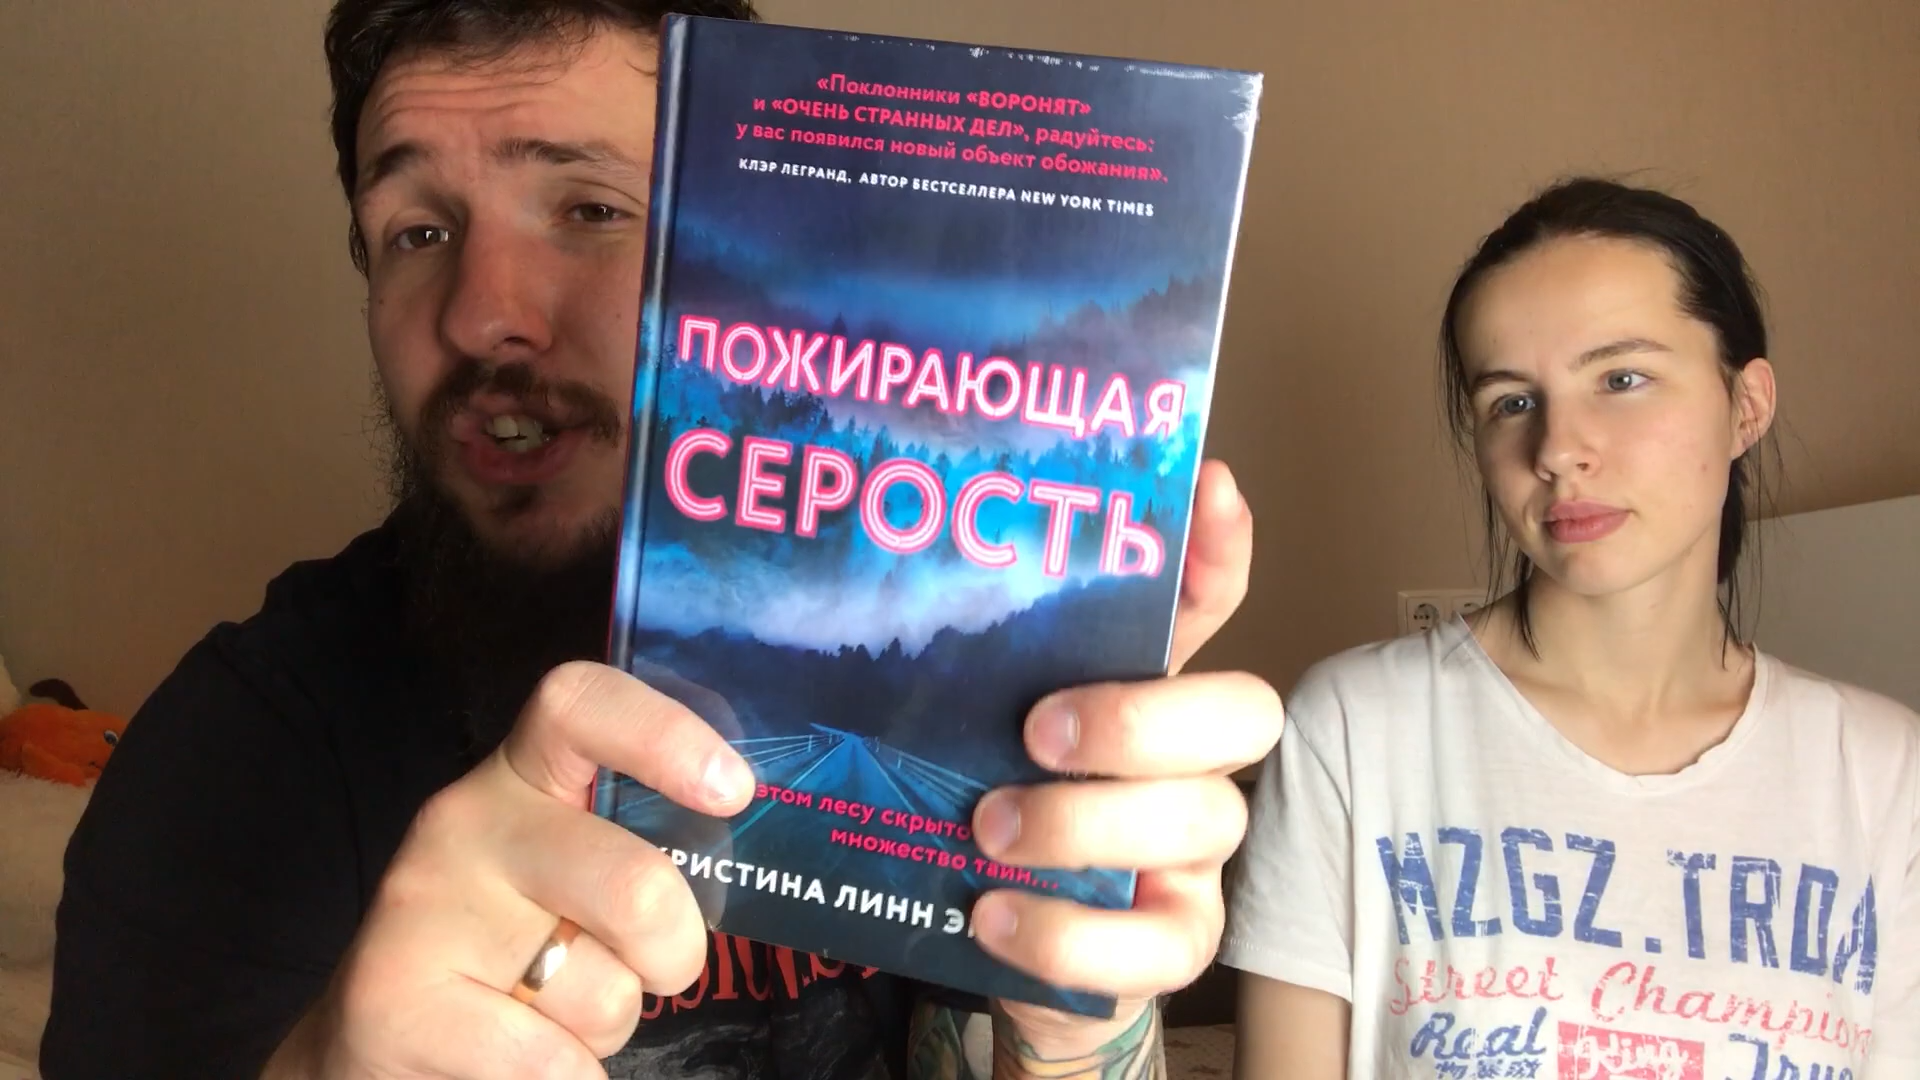 «Поклонники «ВОРОНЯТ»
и «ОЧЕНЬ СТРАННЫХ ДЕЛ», радуйтесь:
у вас появился новый объект обожания».
КЛЭР ЛЕГРАНД, АВТОР БЕСТСЕЛЛЕРА NEW YORK TIMES
ПОЖИРАЮЩАЯ
СЕРОСТЬ
этом лесу скрыто
множество тайн...
КРИСТИНА ЛИНН
MZGZ.TRDA
Street Champion
Real